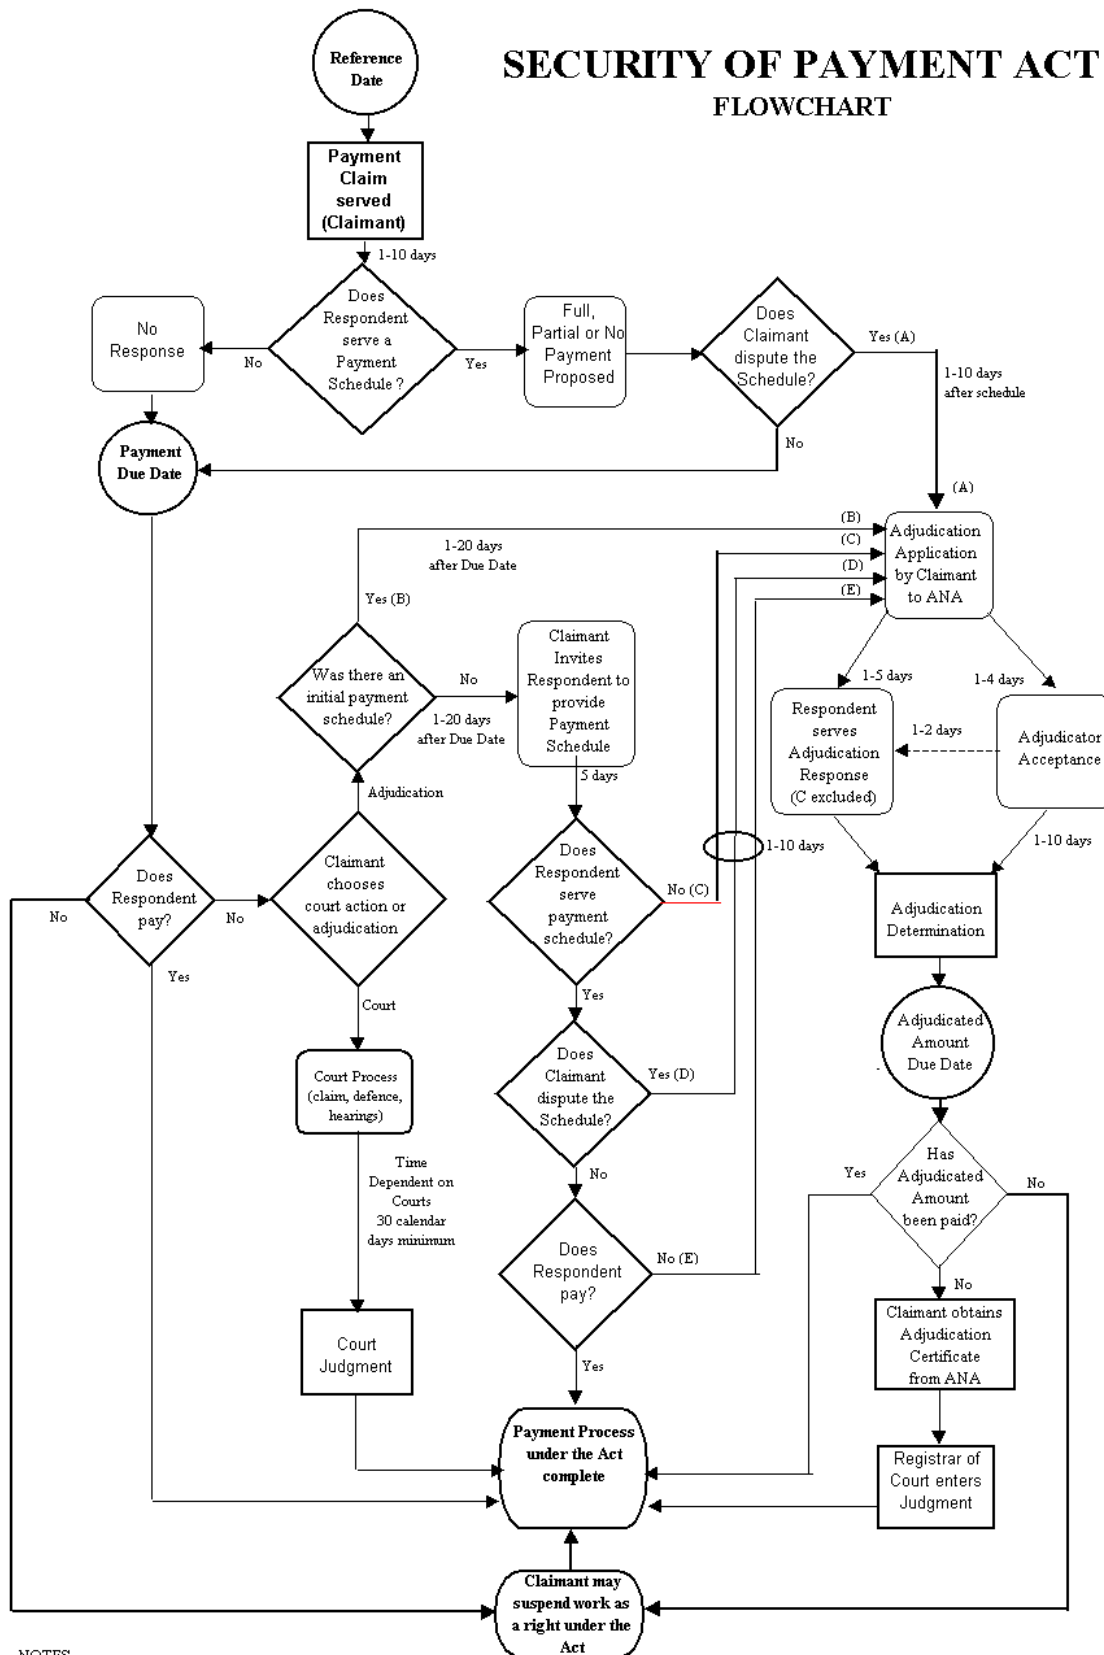 SECURITY OF PAYMENT ACT
FLOWCHART
Reference
Date
Payment
Claim
served
(Claimant)
1-10 days
Does
Respondent
serve a
Payment
Schedule ?
No
No
Response
Yes
Full,
Partial or No
Payment
Proposed
Does
Claimant
dispute the
Schedule?
Yes (A)
1-10 days
after schedule
No
Payment
Due Date
(A)
(B)
(C)
(D)
(E)
Adjudication
Application
by Claimant
to ANA
1-20 days
after Due Date
Yes (B)
Was there an
initial payment
schedule?
No
1-20 days
after Due Date
Claimant
Invites
Respondent to
provide
Payment
Schedule
1-5 days
1-4 days
Respondent
serves
Adjudication
Response
(C excluded)
1-2 days
Adjudicator
Acceptance
5 days
Adjudication
Does
Respondent
pay?
No
No
Yes
Claimant
chooses
court action or
adjudication
Does
Respondent
serve
payment
schedule?
No (C)
1-10 days
1-10 days
Adjudication
Determination
Court
Yes
Adjudicated
Amount
Due Date
Court Process
(claim, defence,
hearings)
Does
Claimant
dispute the
Schedule?
Yes (D)
No
Time
Dependent on
Courts
30 calendar
days minimum
Has
Adjudicated
Amount
been paid?
Yes
No
No
Does
Respondent
pay?
No (E)
Yes
Claimant obtains
Adjudication
Certificate
from ANA
Court
Judgment
Payment Process
under the Act
complete
Registrar of
Court enters
Judgment
Claimant may
suspend work as
a right under the
Act
NOTES